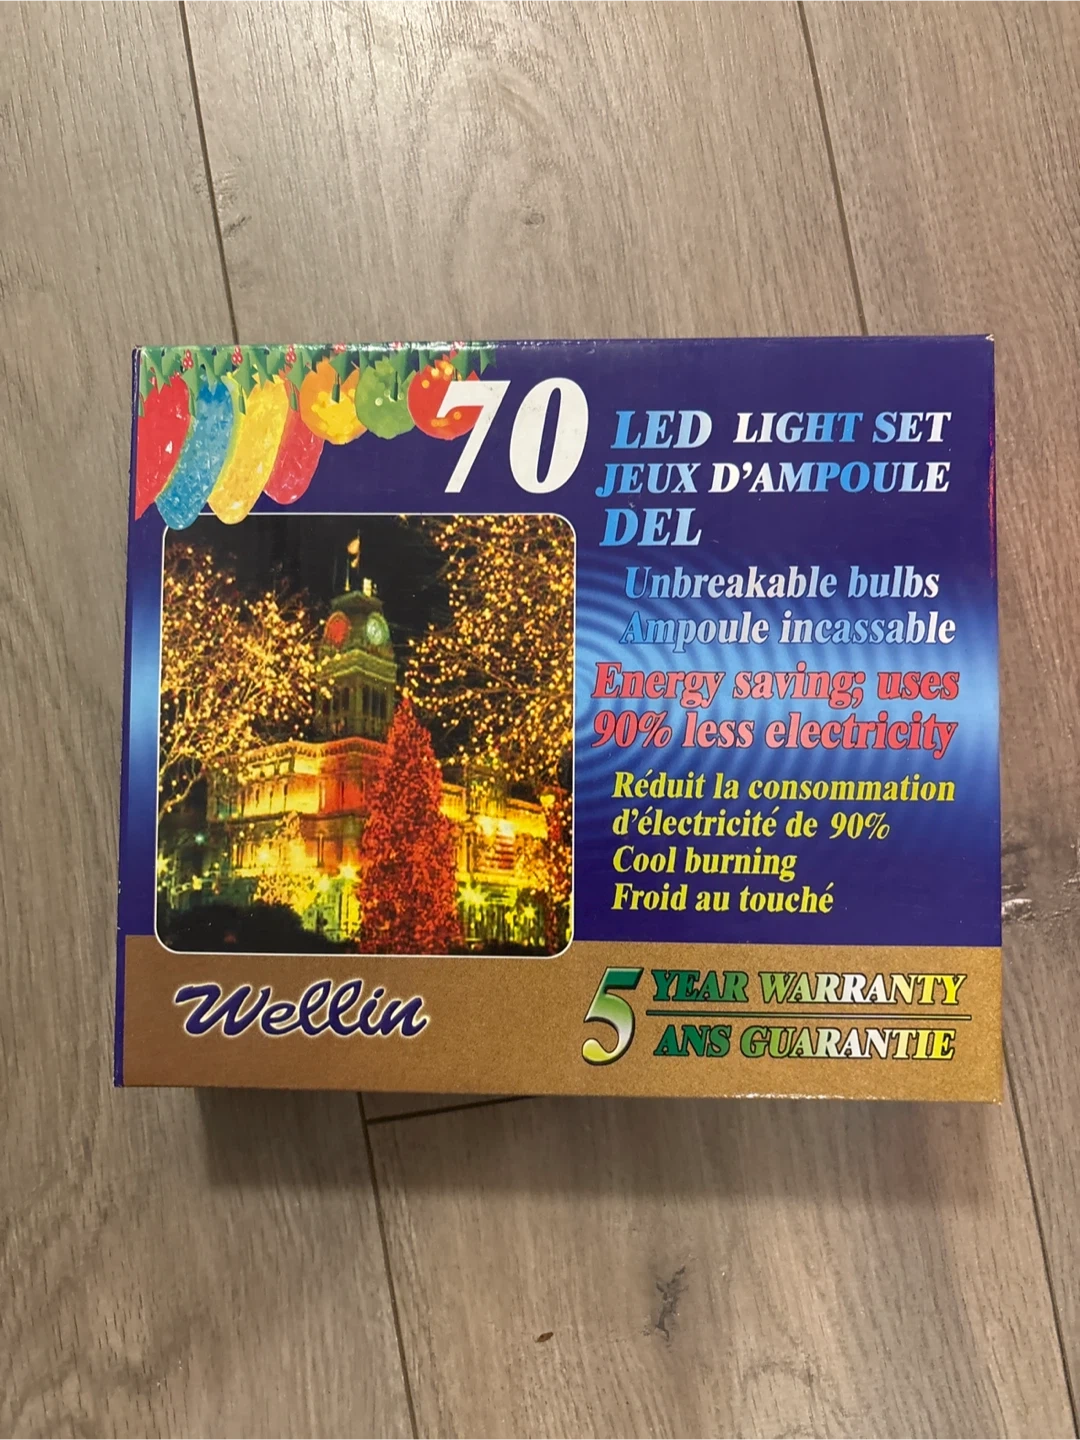 70
LED LIGHT SET
JEUX D'AMPOULE
DEL
Unbreakable bulbs
Ampoule incassable
Energy saving; uses
90% less electricity
Réduit la consommation
d'électricité de 90%
Cool burning
Froid au touché
Wellin
5 YEAR WARRANTY
ANS GUARANTIE